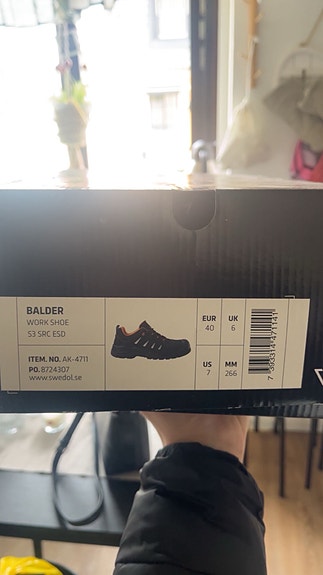 BALDER
WORK SHOE
S3 SRC ESD
ITEM. NO. AK-4711
PO. 8724307
www.swedol.se
EUR
40
UK
6
US
7
MM
266